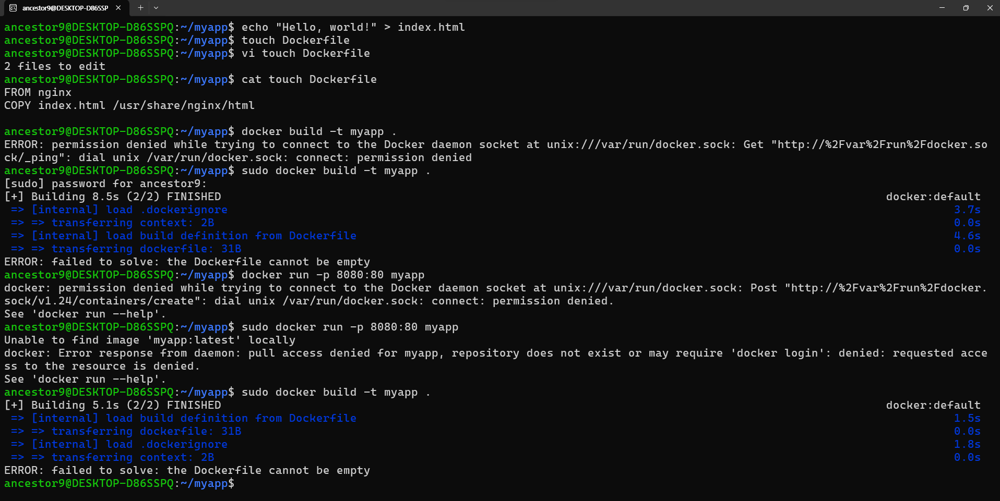 ancestor9@DESKTOP-D86SSP
ancestor9@DESKTOP-D86SSPQ:~/myapp$ echo "Hello, world!" > index.html
ancestor9@DESKTOP-D86SSPQ:~/myapp$ touch Dockerfile
ancestor9@DESKTOP-D86SSPQ:~/myapp$ vi touch Dockerfile
2 files to edit
ancestor9@DESKTOP-D86SSPQ:~/myapp$ cat touch Dockerfile
FROM nginx
COPY index.html /usr/share/nginx/html
ancestor9@DESKTOP-D86SSPQ:~/myapp$ docker build -t myapp .
ERROR: permission denied while trying to connect to the Docker daemon socket at unix:///var/run/docker.sock: Get "http://%2Fvar%2Frun%2Fdocker.so
ck/_ping": dial unix /var/run/docker.sock: connect: permission denied
ancestor9@DESKTOP-D86SSPQ:~/myapp$ sudo docker build -t myapp .
[sudo] password for ancestor9:
[+] Building 8.5s (2/2) FINISHED docker:default
=> [internal] load .dockerignore 3.7s
=> => transferring context: 2B 0.0s
=> [internal] load build definition from Dockerfile 4.6s
=> => transferring dockerfile: 31B 0.0s
ERROR: failed to solve: the Dockerfile cannot be empty
ancestor9@DESKTOP-D86SSPQ:~/myapp$ docker run -p 8080:80 myapp
docker: permission denied while trying to connect to the Docker daemon socket at unix:///var/run/docker.sock: Post "http://%2Fvar%2Frun%2Fdocker.
sock/v1.24/containers/create": dial unix /var/run/docker.sock: connect: permission denied.
See 'docker run --help'.
ancestor9@DESKTOP-D86SSPQ:~/myapp$ sudo docker run -p 8080:80 myapp
Unable to find image 'myapp:latest' locally
docker: Error response from daemon: pull access denied for myapp, repository does not exist or may require 'docker login': denied: requested acce
ss to the resource is denied.
See 'docker run --help'.
ancestor9@DESKTOP-D86SSPQ:~/myapp$ sudo docker build -t myapp .
[+] Building 5.1s (2/2) FINISHED docker:default
=> [internal] load build definition from Dockerfile 1.5s
=> => transferring dockerfile: 31B 0.0s
=> [internal] load .dockerignore 1.8s
=> => transferring context: 2B 0.0s
ERROR: failed to solve: the Dockerfile cannot be empty
ancestor9@DESKTOP-D86SSPQ:~/myapp$